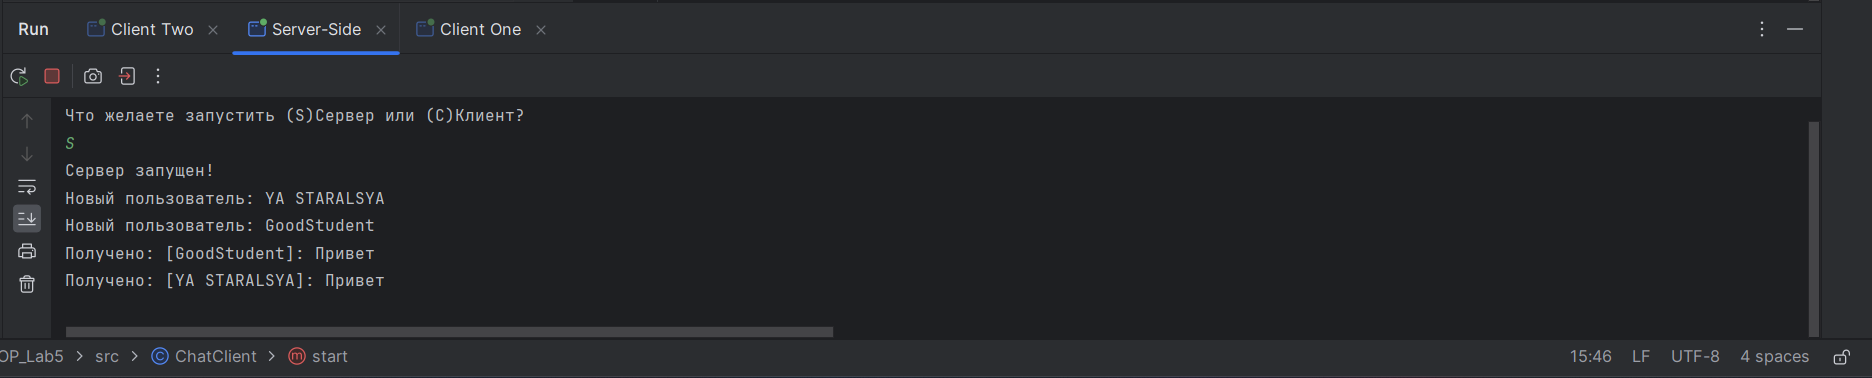 Run Client Two Server-Side Client One
Что желаете запустить (S)Сервер или (C)Клиент?
S
Сервер запущен!
Новый пользователь: YA STARALSYA
Новый пользователь: GoodStudent
Получено: [GoodStudent]: Привет
Получено: [YA STARALSYA]: Привет
OP_Lab5 > src > C ChatClient > m start 15:46 LF UTF-8 4 spaces